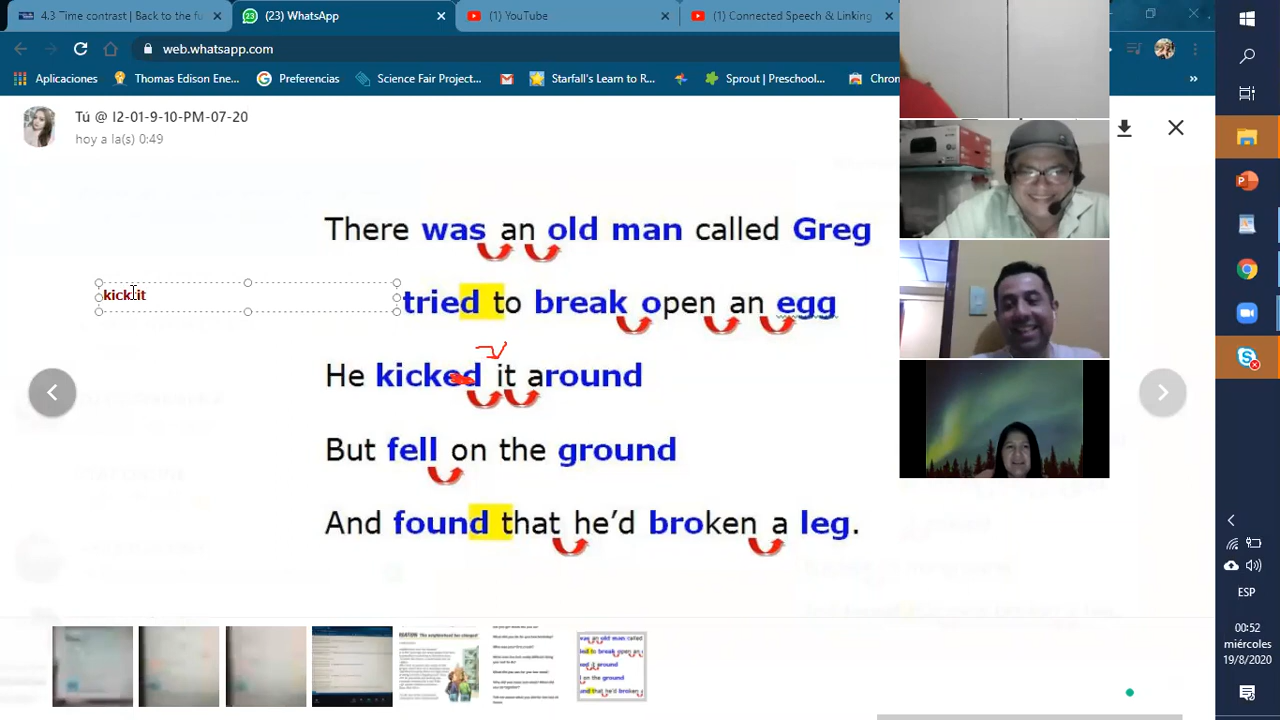 4.3 Time contrast | Back to the fu
(23) WhatsApp
(1) YouTube
(1) Connected Speech & Linking
web.whatsapp.com
Aplicaciones
Thomas Edison Ene...
Preferencias
Science Fair Project...
Starfall's Learn to R...
Sprout | Preschool...
Chron
»
Tú @ I2-01-9-10-PM-07-20
hoy a la(s) 0:49
There was an old man called Greg
kick it
tried to break open an egg
He kicked it around
But fell on the ground
And found that he'd broken a leg.
ESP
00:52
07/08/2020